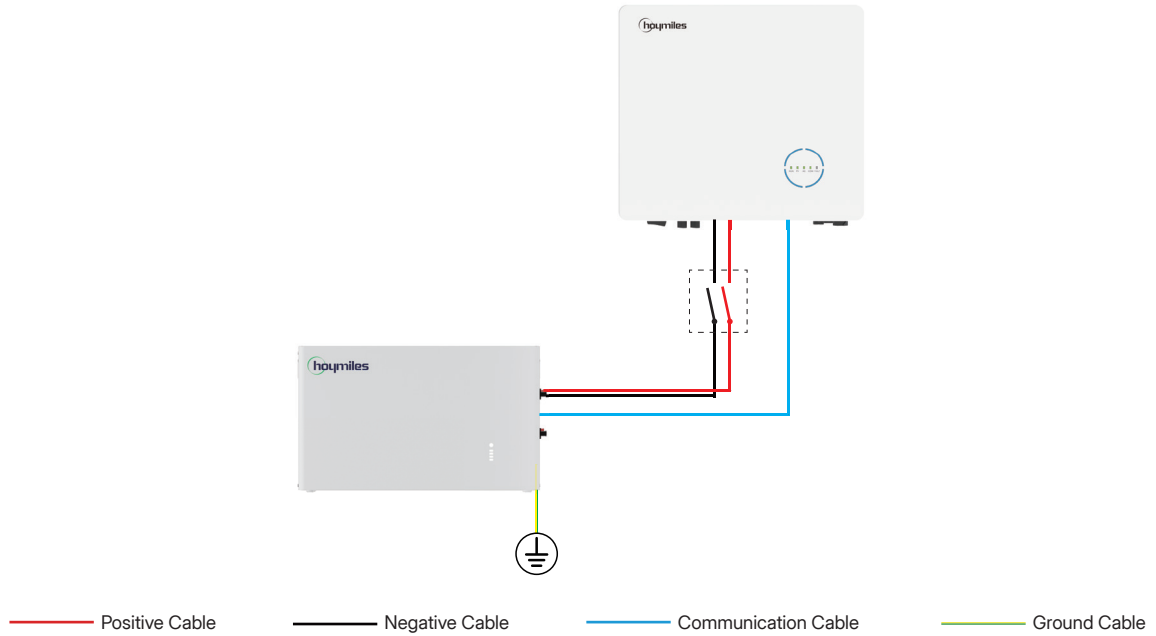 hoymiles
hoymiles
Positive Cable
Negative Cable
Communication Cable
Ground Cable